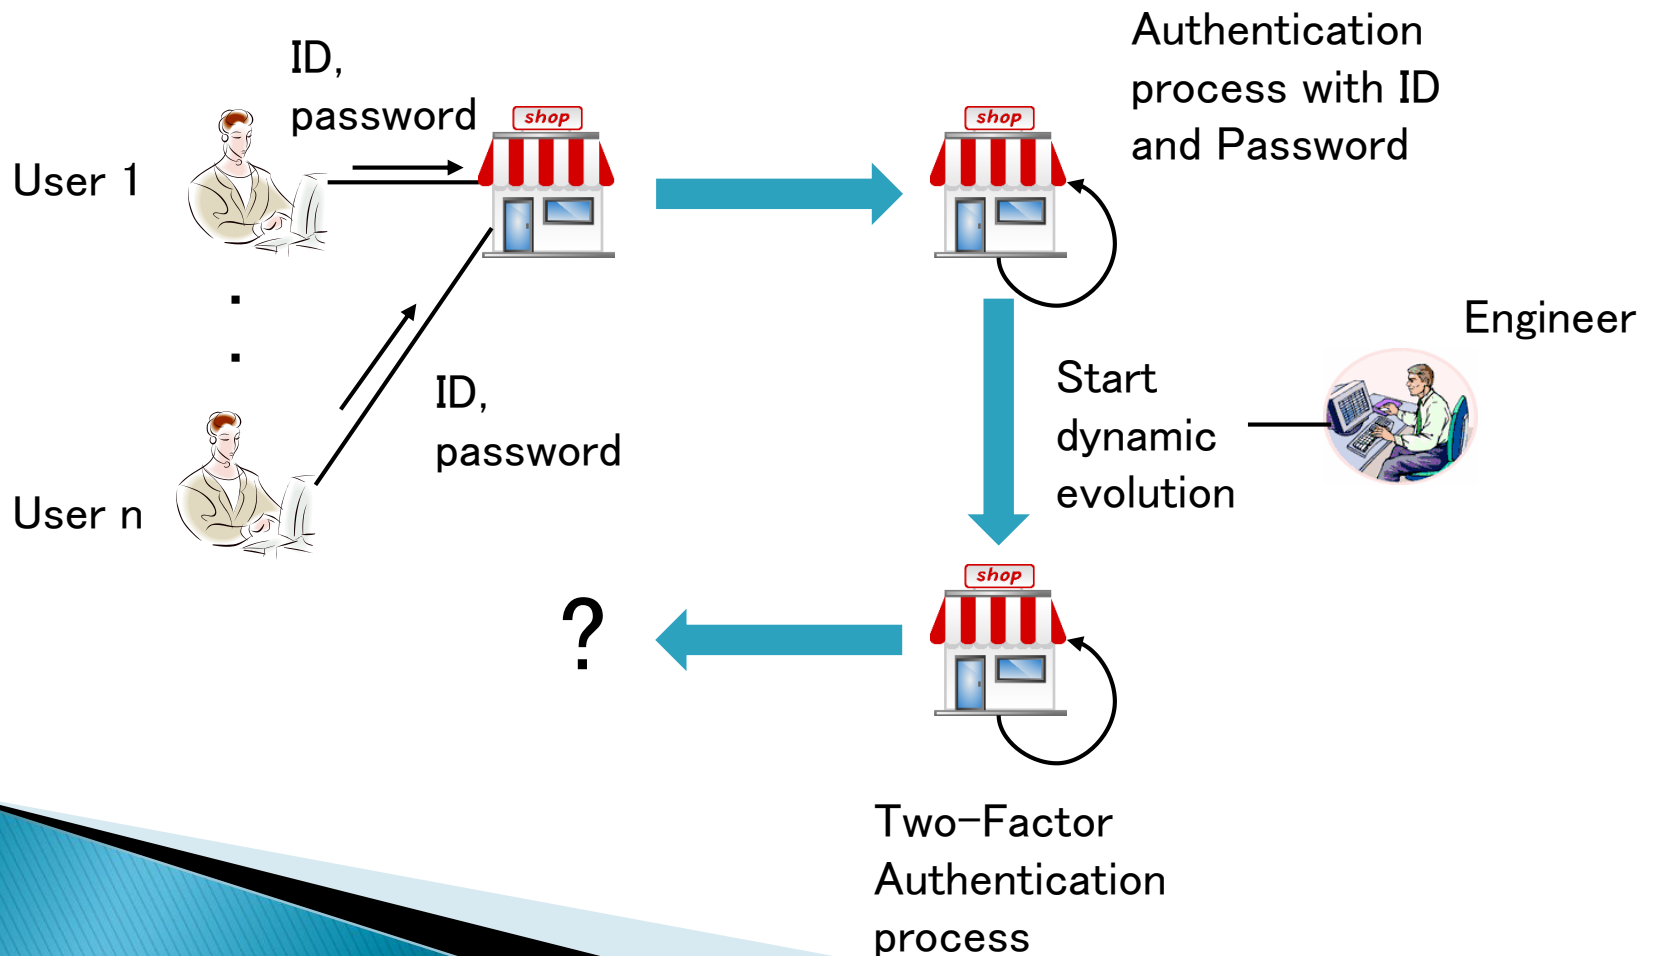 ID,
password
shop
User 1
shop
Authentication
process with ID
and Password
.
.
ID,
password
User n
Start
dynamic
evolution
Engineer
?
shop
Two-Factor
Authentication
process